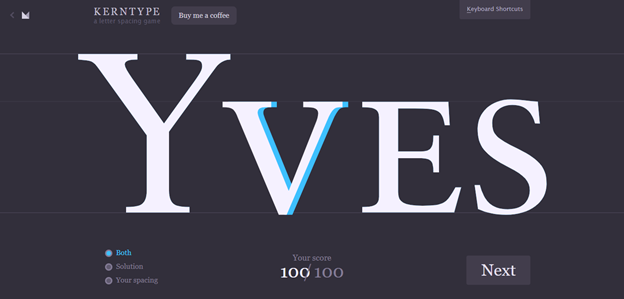 KERNTYPE
a letter spacing game
Buy me a coffee
Keyboard Shortcuts
YVES
Both
Solution
Your spacing
Your score
100/100
Next